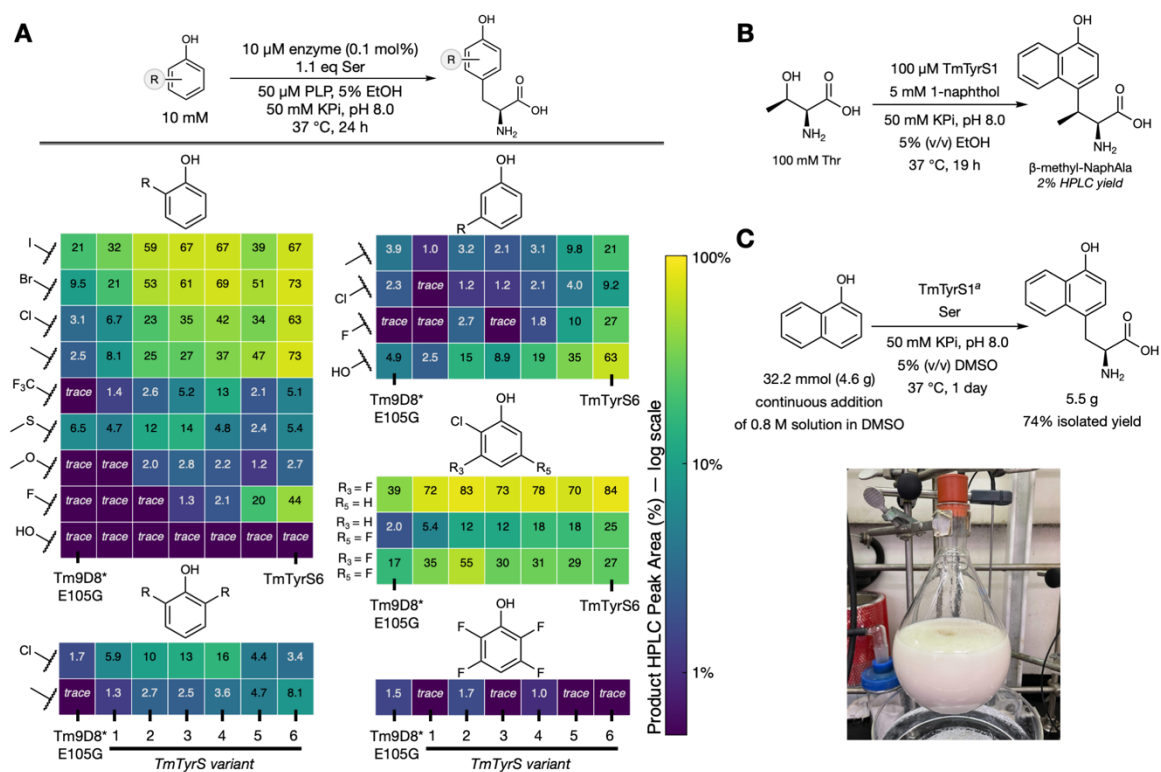 A
OH
R
10 mM
10 µM enzyme (0.1 mol%)
1.1 eq Ser
50 µM PLP, 5% EtOH
50 mM KPi, pH 8.0
37 °C, 24 h
OH
R
O
OH
NH2
OH
R
I 21 32 59 67 67 39 67
Br 9.5 21 53 61 69 51 73
Cl 3.1 6.7 23 35 42 34 63
2.5 8.1 25 27 37 47 73
F3C trace 1.4 2.6 5.2 13 2.1 5.1
S 6.5 4.7 12 14 4.8 2.4 5.4
O trace trace 2.0 2.8 2.2 1.2 2.7
F trace trace trace 1.3 2.1 20 44
HO trace trace trace trace trace trace trace
Tm9D8*
E105G
TmTyrS6
OH
R R
Cl 1.7 5.9 10 13 16 4.4 3.4
trace 1.3 2.7 2.5 3.6 4.7 8.1
Tm9D8*
E105G
1 2 3 4 5 6
TmTyrS variant
OH
R
3.9 1.0 3.2 2.1 3.1 9.8 21
Cl 2.3 trace 1.2 1.2 2.1 4.0 9.2
F trace trace 2.7 trace 1.8 10 27
HO 4.9 2.5 15 8.9 19 35 63
Tm9D8*
E105G
TmTyrS6
OH
Cl
R3 R5
R3 = F
R5 = H
39 72 83 73 78 70 84
R3 = H
R5 = F
2.0 5.4 12 12 18 18 25
R3 = F
R5 = F
17 35 55 30 31 29 27
Tm9D8*
E105G
TmTyrS6
OH
F F
F F
1.5 trace 1.7 trace 1.0 trace trace
Tm9D8*
E105G
1 2 3 4 5 6
TmTyrS variant
Product HPLC Peak Area (%) — log scale
100%
10%
1%
B
OH O
OH
NH2
100 mM Thr
100 µM TmTyrS1
5 mM 1-naphthol
50 mM KPi, pH 8.0
5% (v/v) EtOH
37 °C, 19 h
OH
O
OH
NH2
β-methyl-NaphAla
2% HPLC yield
C
OH
32.2 mmol (4.6 g)
continuous addition
of 0.8 M solution in DMSO
TmTyrS1a
Ser
50 mM KPi, pH 8.0
5% (v/v) DMSO
37 °C, 1 day
OH
O
OH
NH2
5.5 g
74% isolated yield